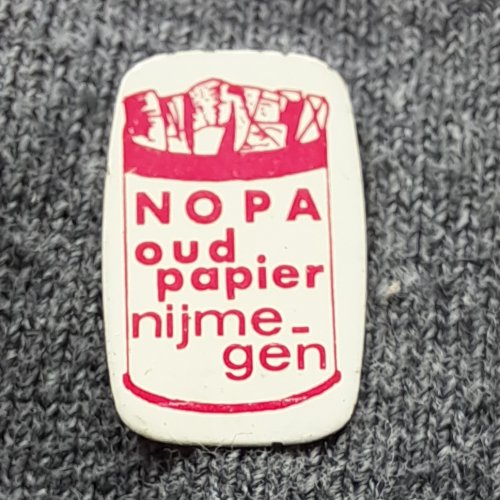 NOPA
oud
papier
nijme-
gen